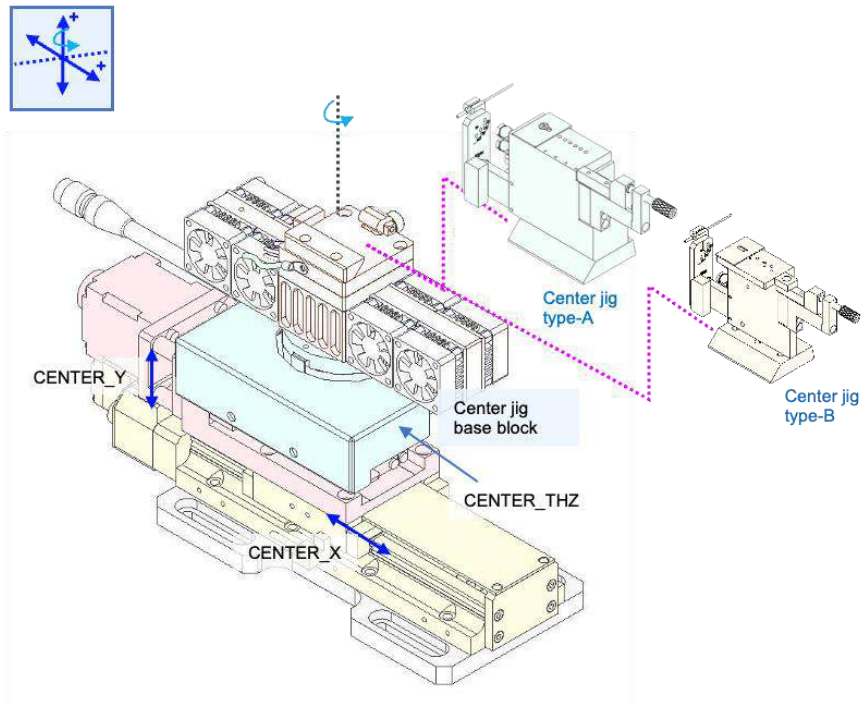 +
+
Center jig
type-A
CENTER_Y
Center jig
type-B
Center jig
base block
CENTER_THZ
CENTER_X